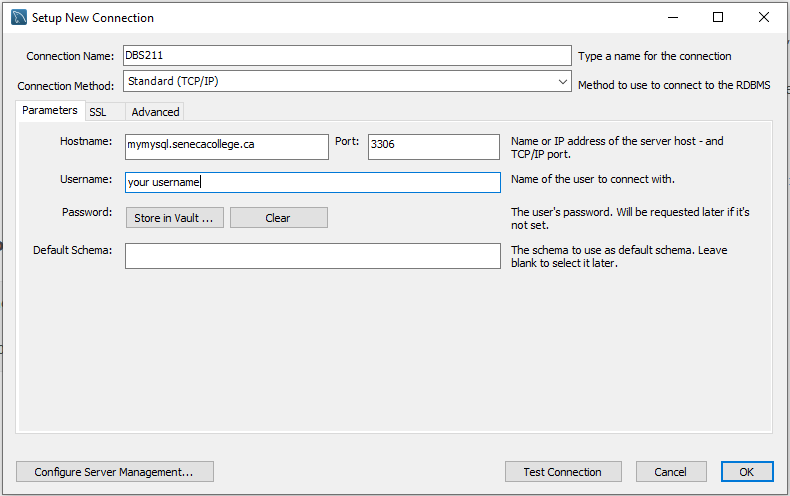 Setup New Connection
Connection Name: DBS211 Type a name for the connection
Connection Method: Standard (TCP/IP) Method to use to connect to the RDBMS
Parameters SSL Advanced
Hostname: mymysql.senecacollege.ca Port: 3306 Name or IP address of the server host - and
TCP/IP port.
Username: your username Name of the user to connect with.
Password: Store in Vault ... Clear The user's password. Will be requested later if it's
not set.
Default Schema: The schema to use as default schema. Leave
blank to select it later.
Configure Server Management... Test Connection Cancel OK